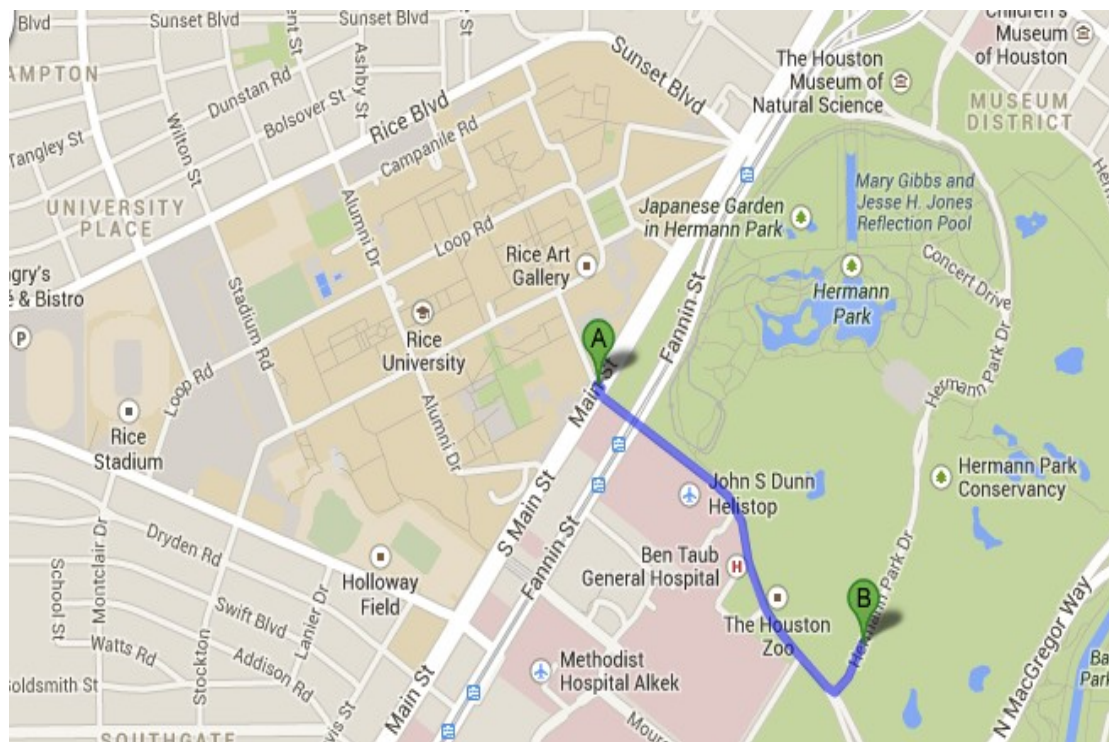 Blvd
Sunset Blvd
Sunset Blvd
Ashby St
Sunset Blvd
Children's
Museum
of Houston
The Houston
Museum of
Natural Science
MUSEUM
DISTRICT
Dunstan Rd
Bolsover St
Rice Blvd
Campanile Rd
Tangley St
Wilton St
UNIVERSITY
PLACE
Alumni Dr
Loop Rd
Rice Art
Gallery
Japanese Garden
in Hermann Park
Mary Gibbs and
Jesse H. Jones
Reflection Pool
Concert Drive
Hermann
Park
& Bistro
P
Stadium Rd
Rice
University
A
Main St
Fannin St
Hermann Park Dr
Loop Rd
Rice
Stadium
Alumni Dr
S Main St
Fannin St
John S Dunn
Helistop
Hermann Park
Conservancy
Dryden Rd
Montclair Dr
School St
Holloway
Field
Ben Taub
General Hospital
H
Hermann Park Dr
B
The Houston
Zoo
Swift Blvd
Lanier Dr
Watts Rd
Addison Rd
Stockton
Methodist
Hospital Alkek
Main St
N MacGregor Way
Park
SOUTHGATE